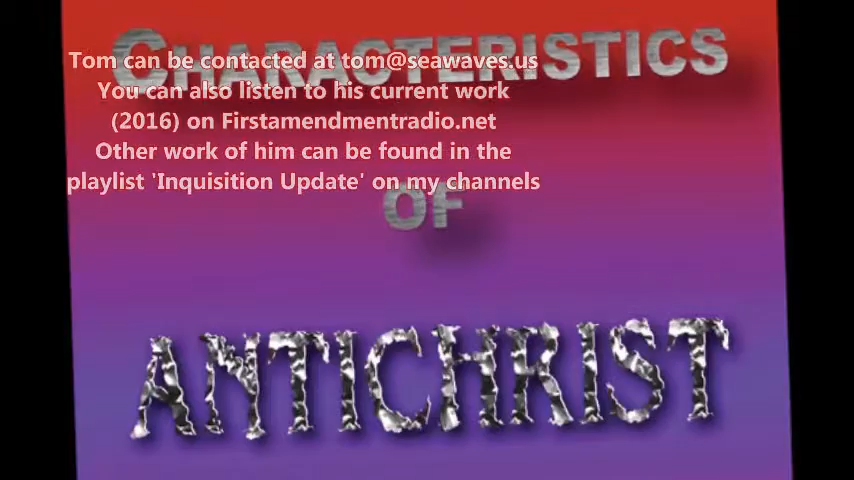 CHARACTERISTICS
Tom can be contacted at tom@seawaves.us
You can also listen to his current work
(2016) on Firstamendmentradio.net
Other work of him can be found in the
playlist 'Inquisition Update' on my channels
OF
ANTICHRIST